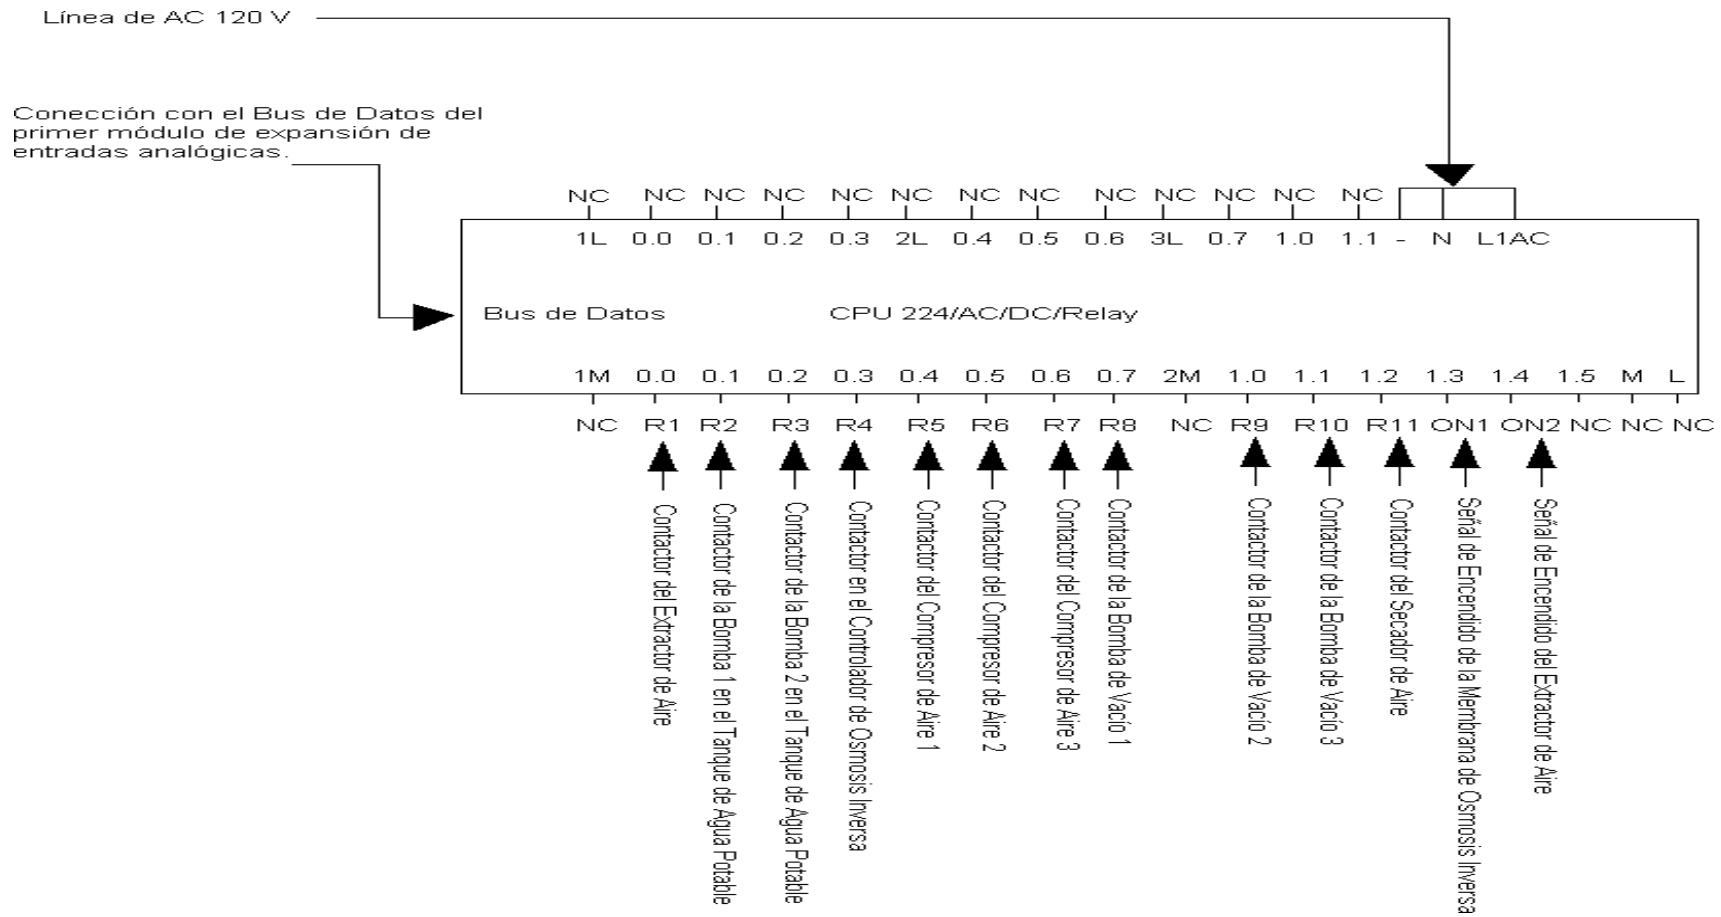 Línea de AC 120 V
Conección con el Bus de Datos del
primer módulo de expansión de
entradas analógicas.
NC NC NC NC NC NC NC NC NC NC NC NC NC
1L 0.0 0.1 0.2 0.3 2L 0.4 0.5 0.6 3L 0.7 1.0 1.1 - N L1AC
Bus de Datos CPU 224/AC/DC/Relay
1M 0.0 0.1 0.2 0.3 0.4 0.5 0.6 0.7 2M 1.0 1.1 1.2 1.3 1.4 1.5 M L
NC R1 R2 R3 R4 R5 R6 R7 R8 NC R9 R10 R11 ON1 ON2 NC NC NC
Contactor del Extractor de Aire
Contactor de la Bomba 1 en el Tanque de Agua Potable
Contactor de la Bomba 2 en el Tanque de Agua Potable
Contactor en el Controlador de Osmosis Inversa
Contactor del Compresor de Aire 1
Contactor del Compresor de Aire 2
Contactor del Compresor de Aire 3
Contactor de la Bomba de Vacío 1
Contactor de la Bomba de Vacío 2
Contactor de la Bomba de Vacío 3
Contactor del Secador de Aire
Señal de Encendido de la Membrana de Osmosis Inversa
Señal de Encendido del Extractor de Aire